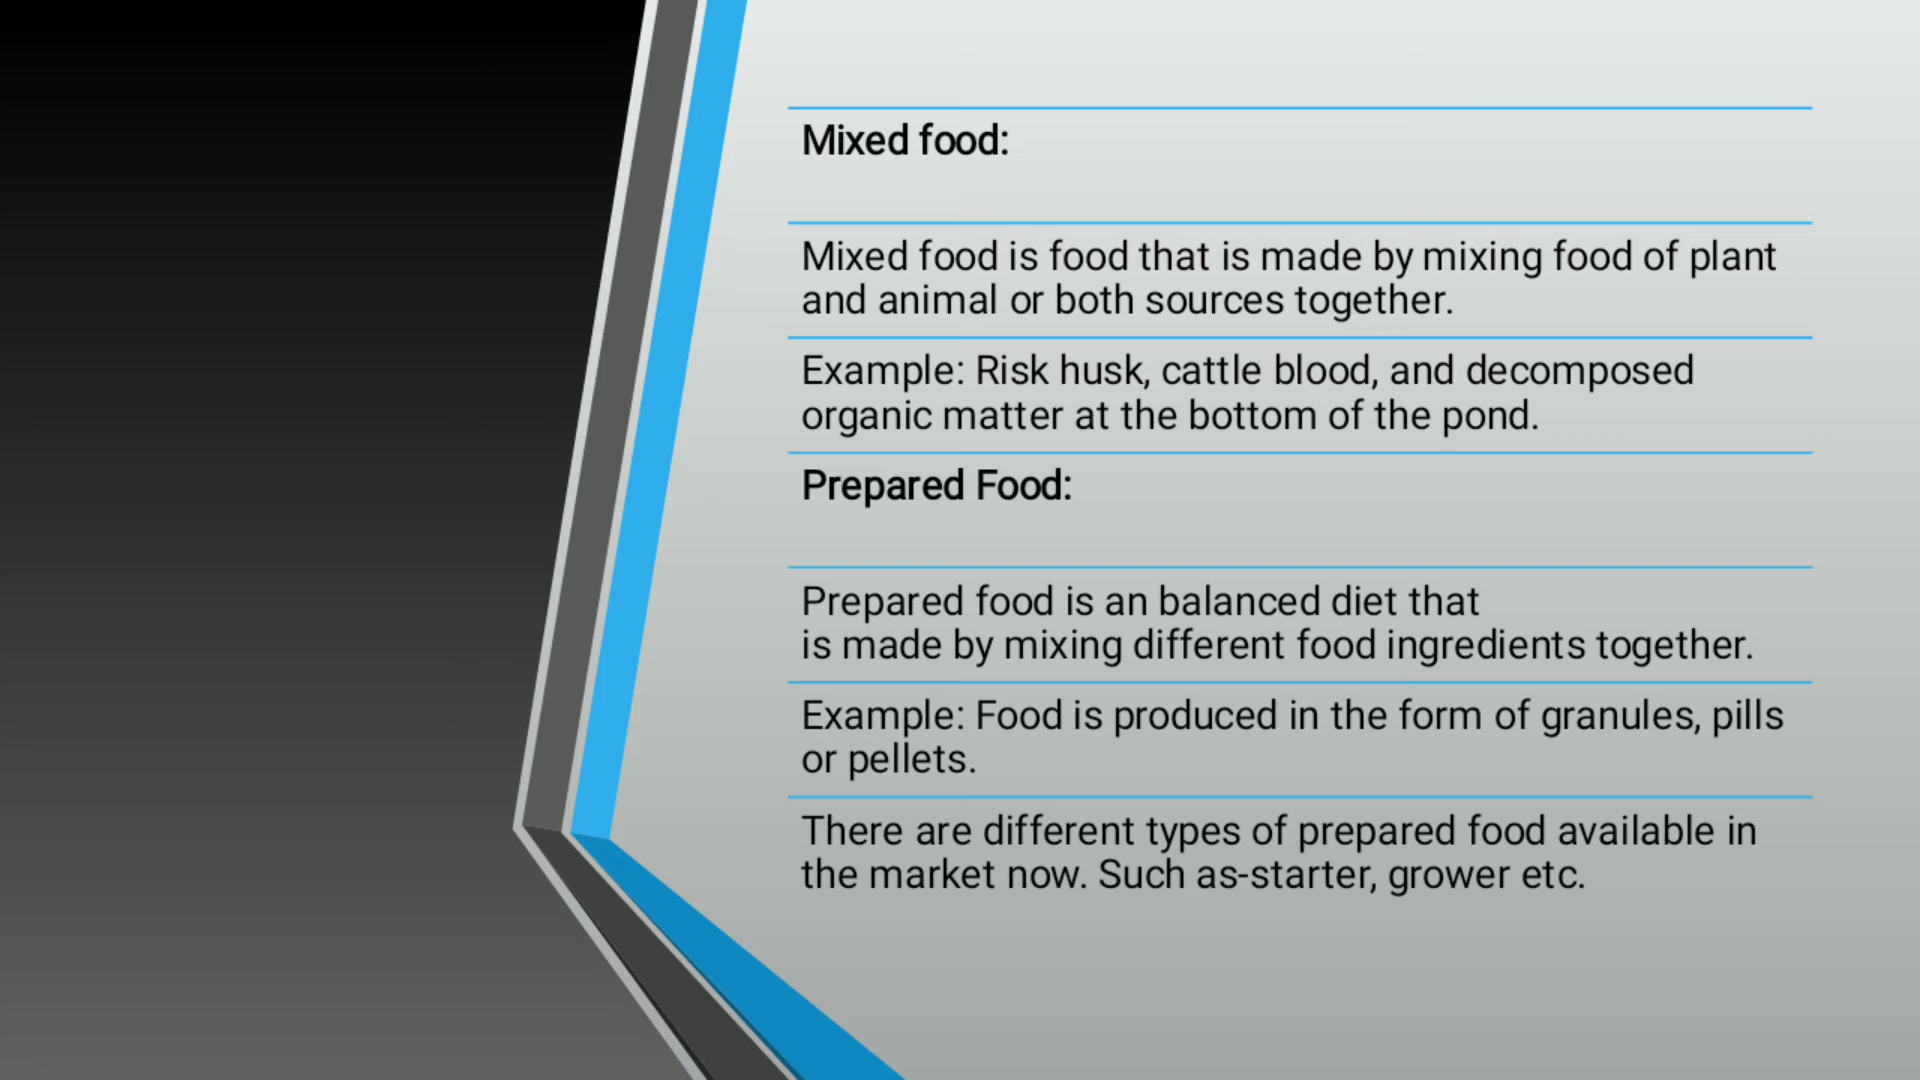 Mixed food:
Mixed food is food that is made by mixing food of plant
and animal or both sources together.
Example: Risk husk, cattle blood, and decomposed
organic matter at the bottom of the pond.
Prepared Food:
Prepared food is an balanced diet that
is made by mixing different food ingredients together.
Example: Food is produced in the form of granules, pills
or pellets.
There are different types of prepared food available in
the market now. Such as-starter, grower etc.